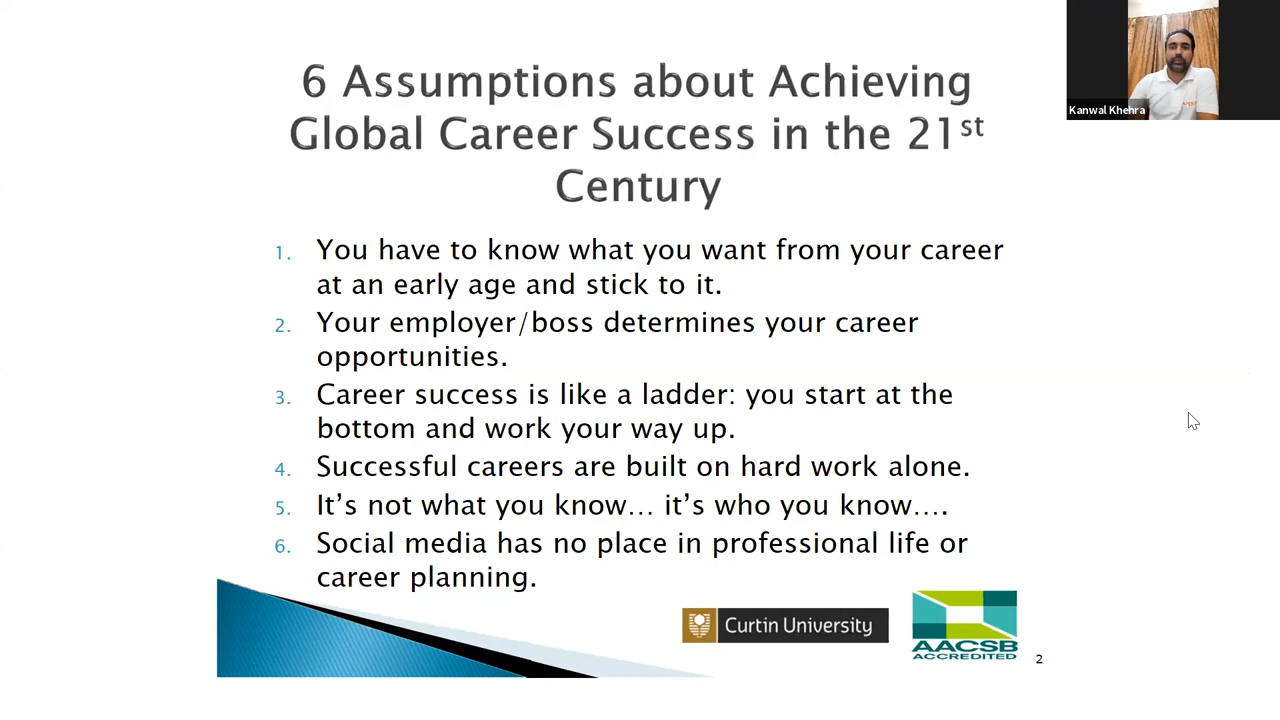 Kanwal Khehra
6 Assumptions about Achieving
Global Career Success in the 21st
Century
1. You have to know what you want from your career
at an early age and stick to it.
2. Your employer/boss determines your career
opportunities.
3. Career success is like a ladder: you start at the
bottom and work your way up.
4. Successful careers are built on hard work alone.
5. It’s not what you know... it’s who you know....
6. Social media has no place in professional life or
career planning.
Curtin University
AACSB
ACCREDITED
2